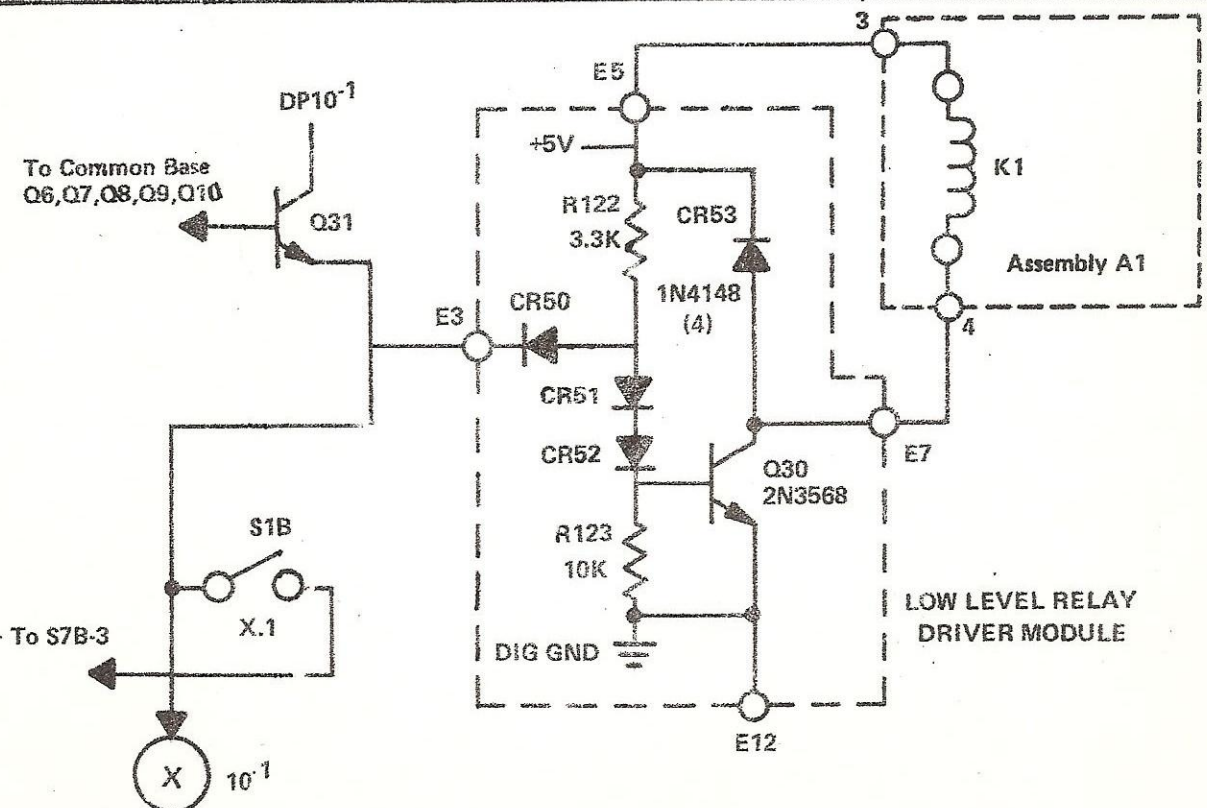 3
E5
DP10-1
+5V
To Common Base
Q6,Q7,Q8,Q9,Q10
Q31
R122
3.3K
CR53
K1
1N4148
(4)
Assembly A1
E3
CR50
4
CR51
CR52
E7
Q30
2N3568
S1B
R123
10K
X.1
LOW LEVEL RELAY
DRIVER MODULE
To S7B-3
DIG GND
E12
X
10-1